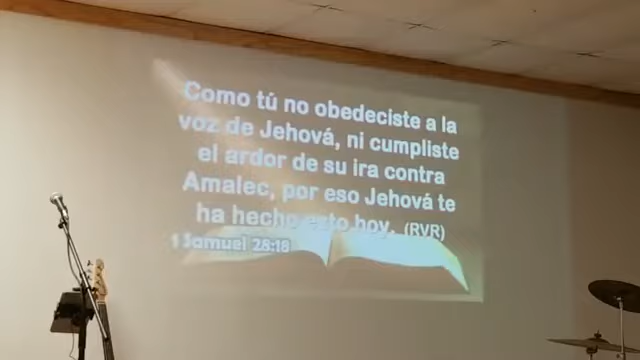 Como tú no obedeciste a la
voz de Jehová, ni cumpliste
el ardor de su ira contra
Amalec, por eso Jehová te
ha hecho esto hoy. (RVR)
1 Samuel 28:18